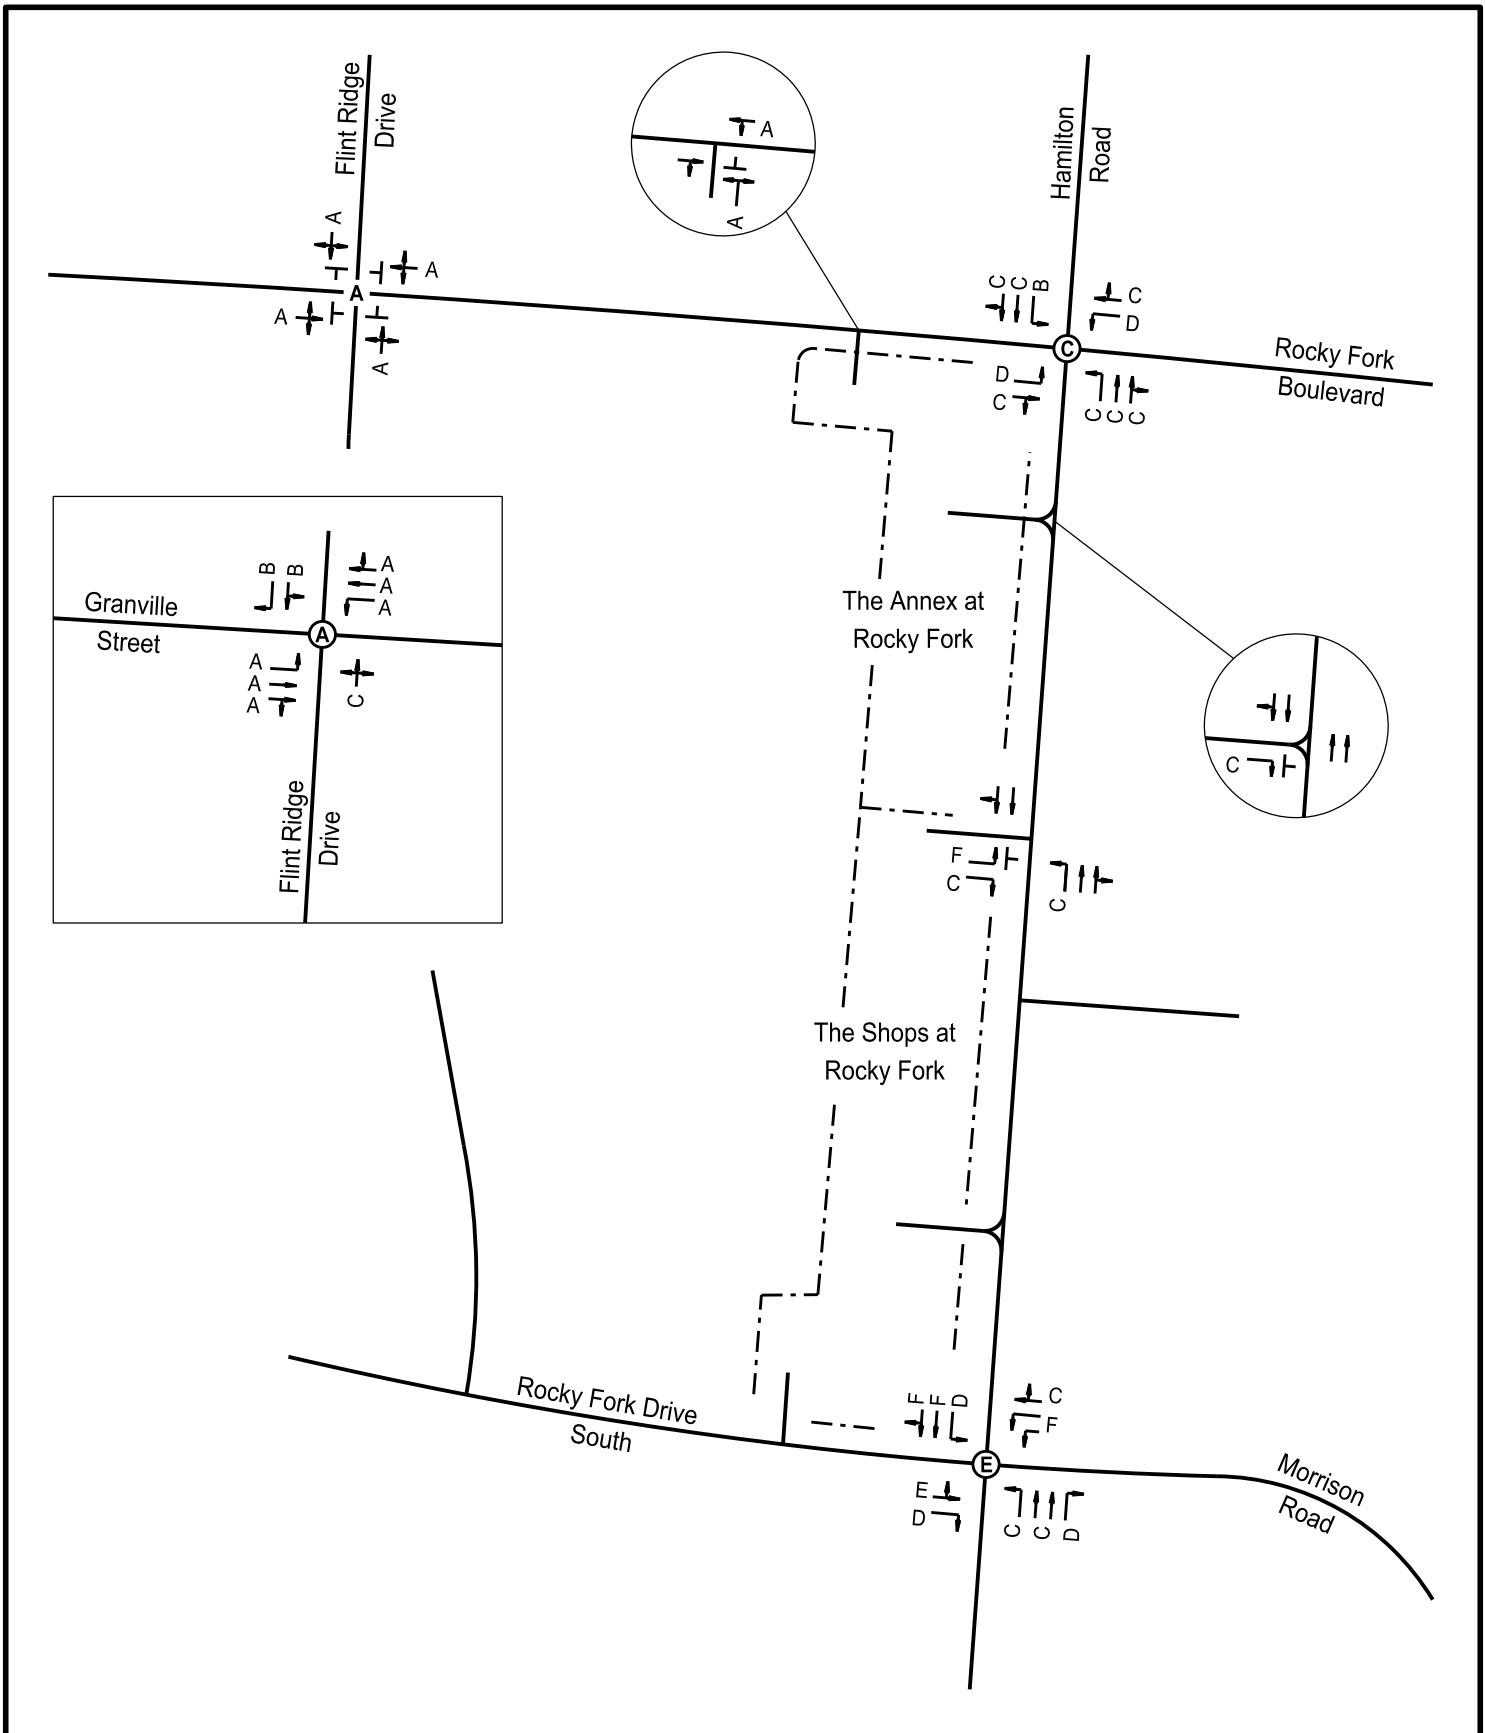 Flint Ridge
Drive
A
A
Hamilton
Road
A
A
A
A
A
C
C
B
C
D
C
D
C
C
C
C
Rocky Fork
Boulevard
B
B
A
A
A
Granville
Street
A
A
A
A
C
Flint Ridge
Drive
The Annex at
Rocky Fork
C
F
C
C
The Shops at
Rocky Fork
Rocky Fork Drive
South
F
F
D
C
F
E
E
D
C
C
D
Morrison
Road